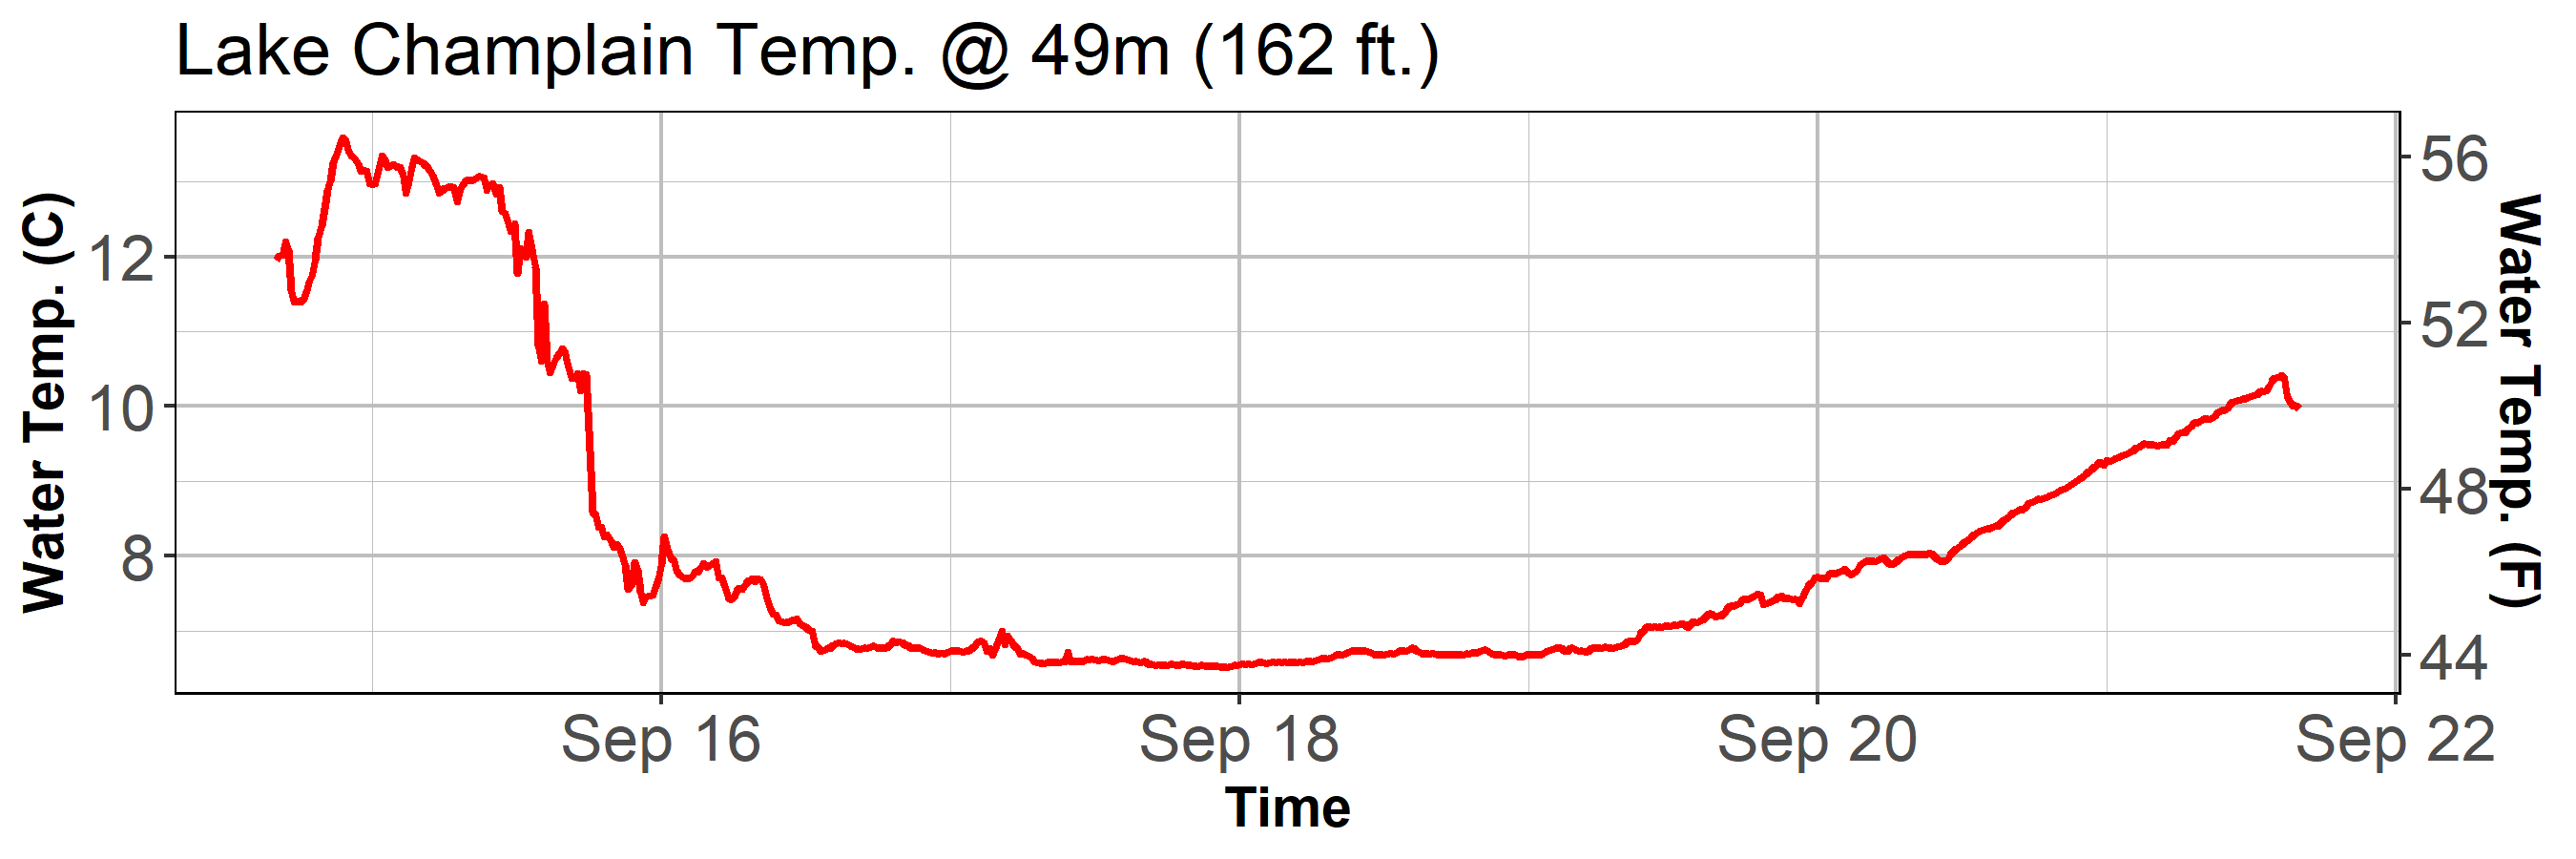 Lake Champlain Temp. @ 49m (162 ft.)
Water Temp. (C)
12
10
8
56
52
48
44
Water Temp. (F)
Sep 16
Sep 18
Sep 20
Sep 22
Time